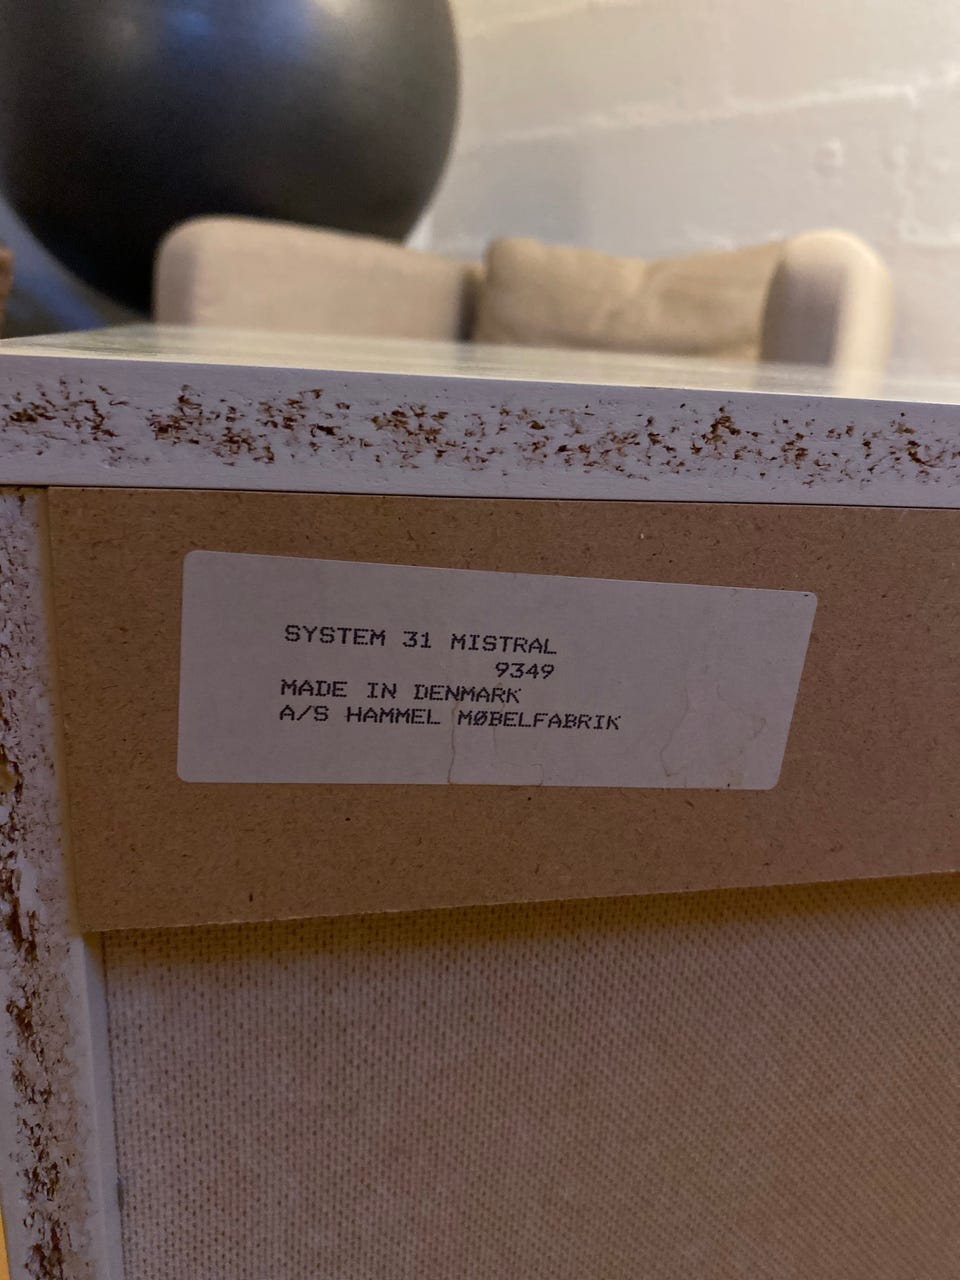 SYSTEM 31 MISTRAL
9349
MADE IN DENMARK
A/S HAMMEL MØBELFABRIK